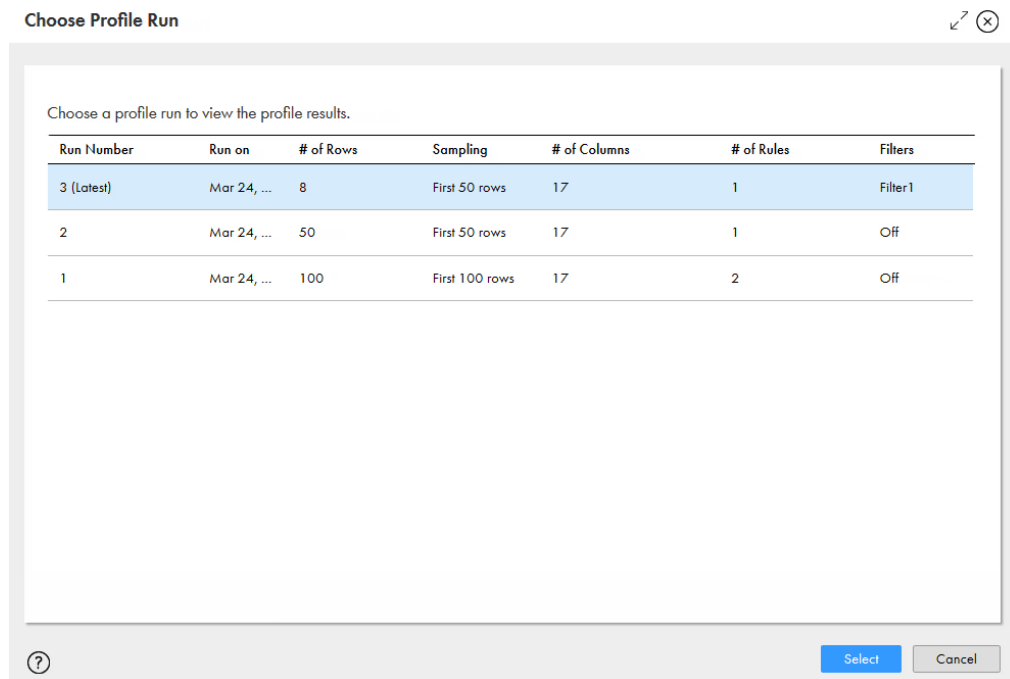 Choose Profile Run
Choose a profile run to view the profile results.
Run Number Run on # of Rows Sampling # of Columns # of Rules Filters
3 (Latest) Mar 24, ... 8 First 50 rows 17 1 Filter1
2 Mar 24, ... 50 First 50 rows 17 1 Off
1 Mar 24, ... 100 First 100 rows 17 2 Off
? Select Cancel